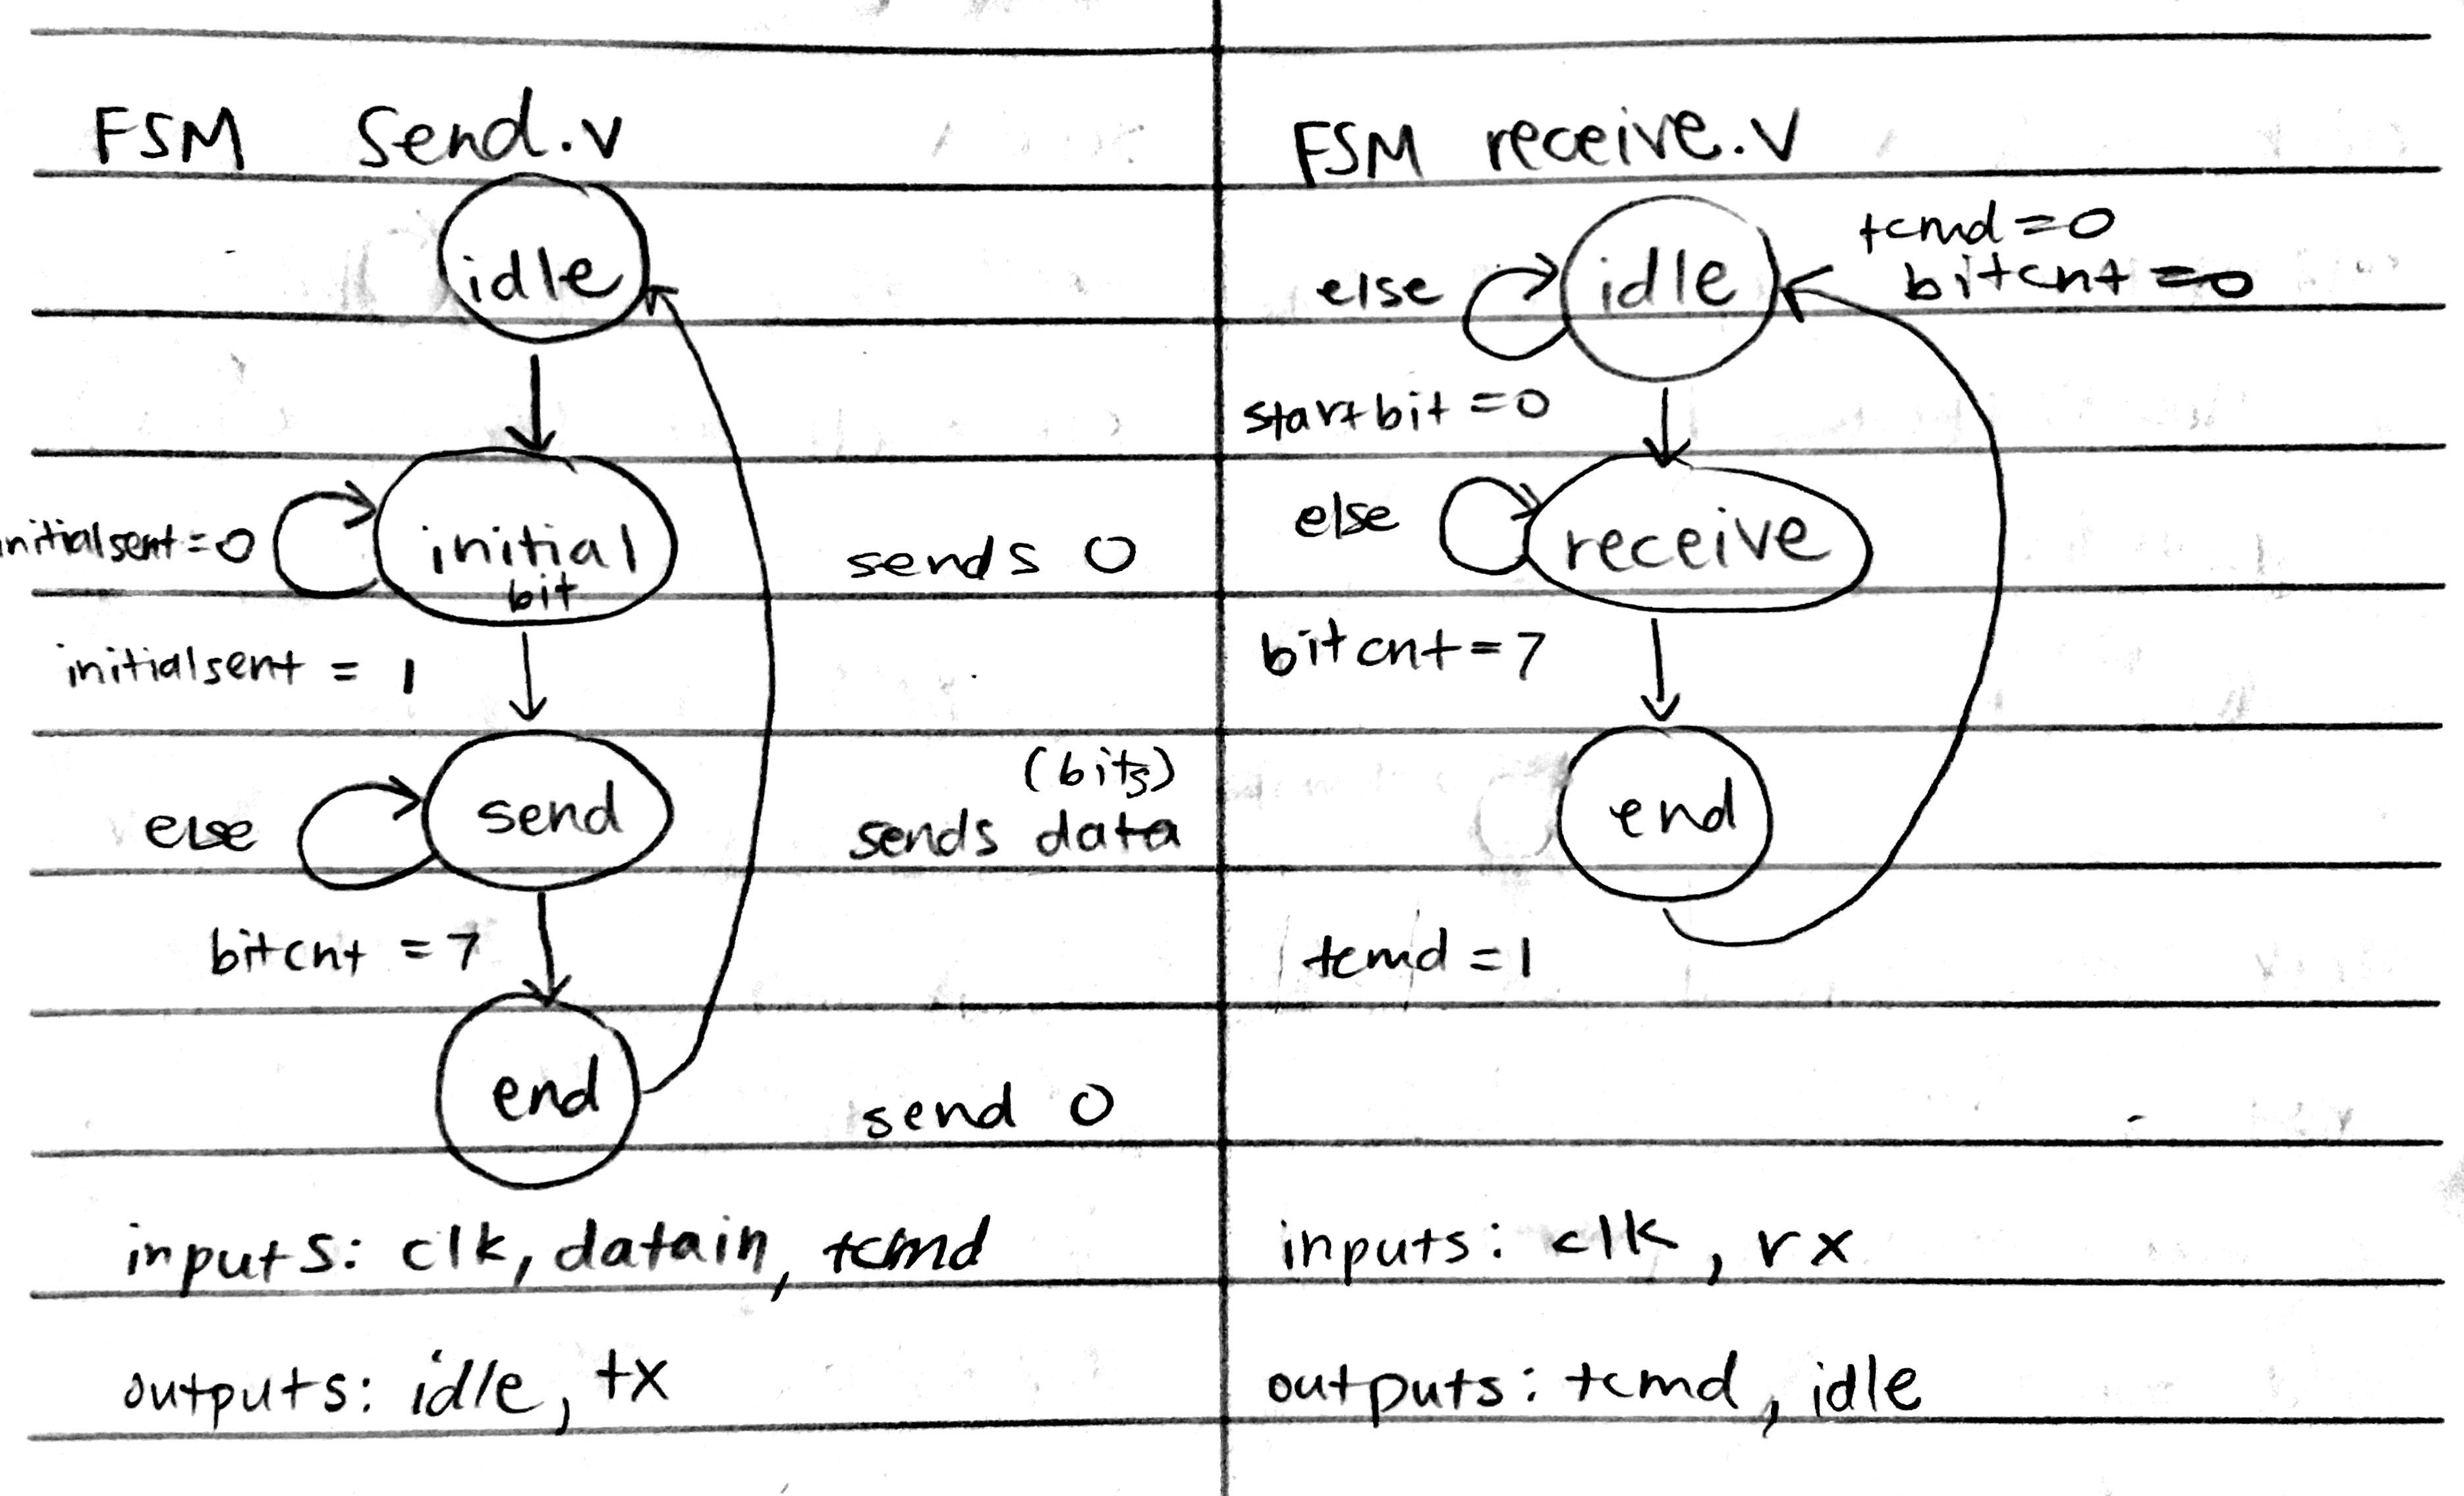 FSM send.v
idle
initialsent=0
initial
bit
sends 0
initialsent = 1
(bits)
else
send
sends data
bitcnt = 7
end
send 0
inputs: clk, datain, tcmd
outputs: idle, tx
FSM receive.v
tcmd=0
else
idle
bitcnt=0
startbit=0
else
receive
bitcnt=7
end
tcmd=1
inputs: clk, rx
outputs: tcmd, idle